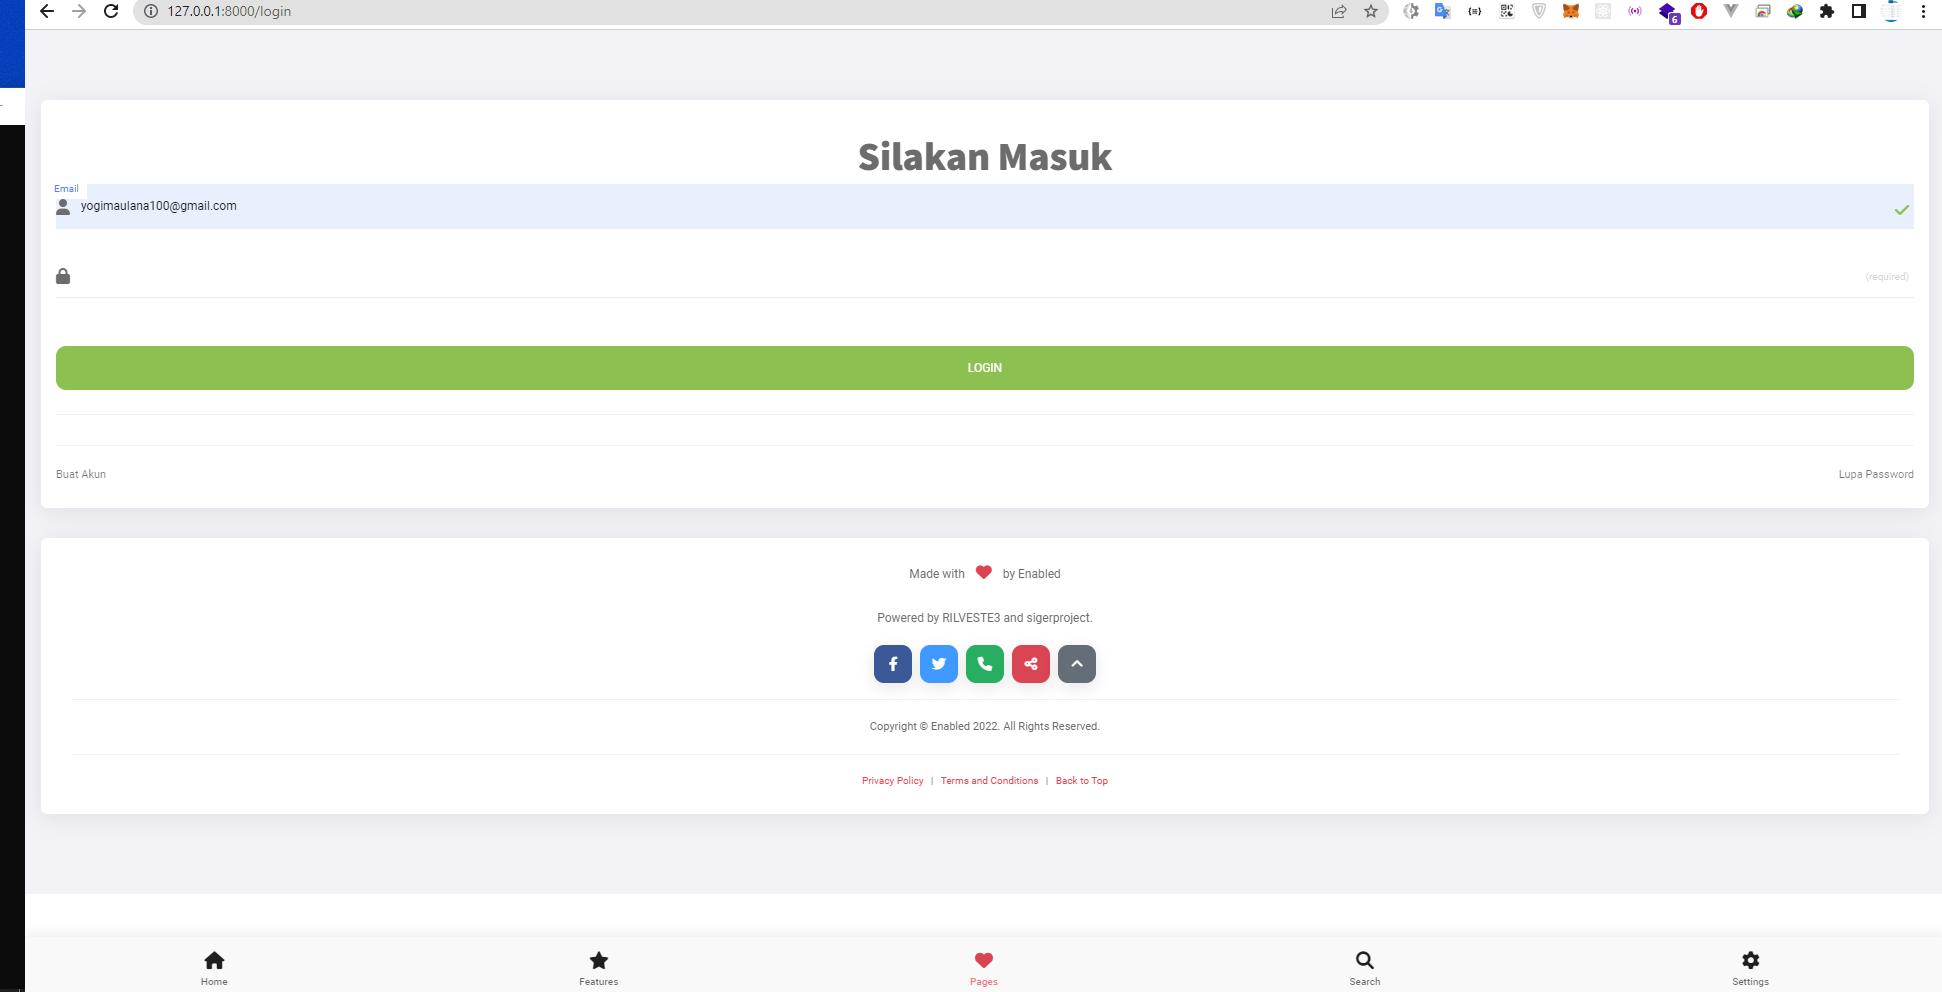 127.0.0.1:8000/login
6
Silakan Masuk
Email
yogimaulana100@gmail.com
(required)
LOGIN
Buat Akun
Lupa Password
Made with by Enabled
Powered by RILVESTE3 and sigerproject.
Copyright © Enabled 2022. All Rights Reserved.
Privacy Policy | Terms and Conditions | Back to Top
Home
Features
Pages
Search
Settings